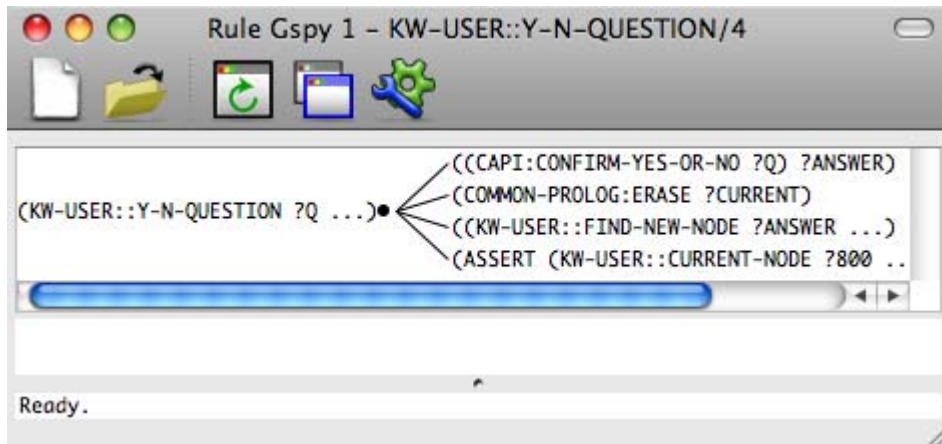 Rule Gspy 1 – KW-USER::Y-N-QUESTION/4
((CAPI:CONFIRM-YES-OR-NO ?Q) ?ANSWER)
(COMMON-PROLOG:ERASE ?CURRENT)
(KW-USER::Y-N-QUESTION ?Q ...)
((KW-USER::FIND-NEW-NODE ?ANSWER ...)
(ASSERT (KW-USER::CURRENT-NODE ?800 ..
Ready.